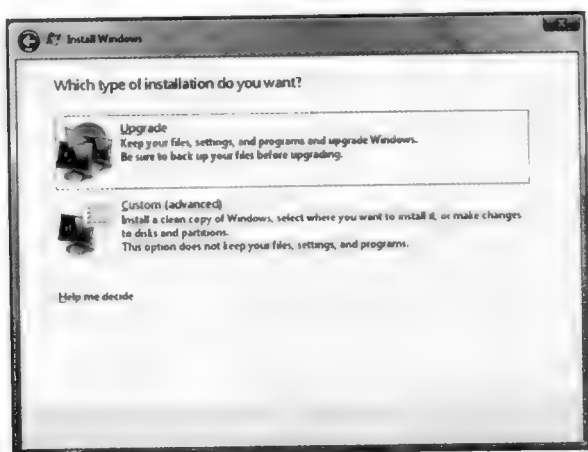 Install Windows
Which type of installation do you want?
Upgrade
Keep your files, settings, and programs and upgrade Windows.
Be sure to back up your files before upgrading.
Custom (advanced)
Install a clean copy of Windows, select where you want to install it, or make changes
to disks and partitions.
This option does not keep your files, settings, and programs.
Help me decide